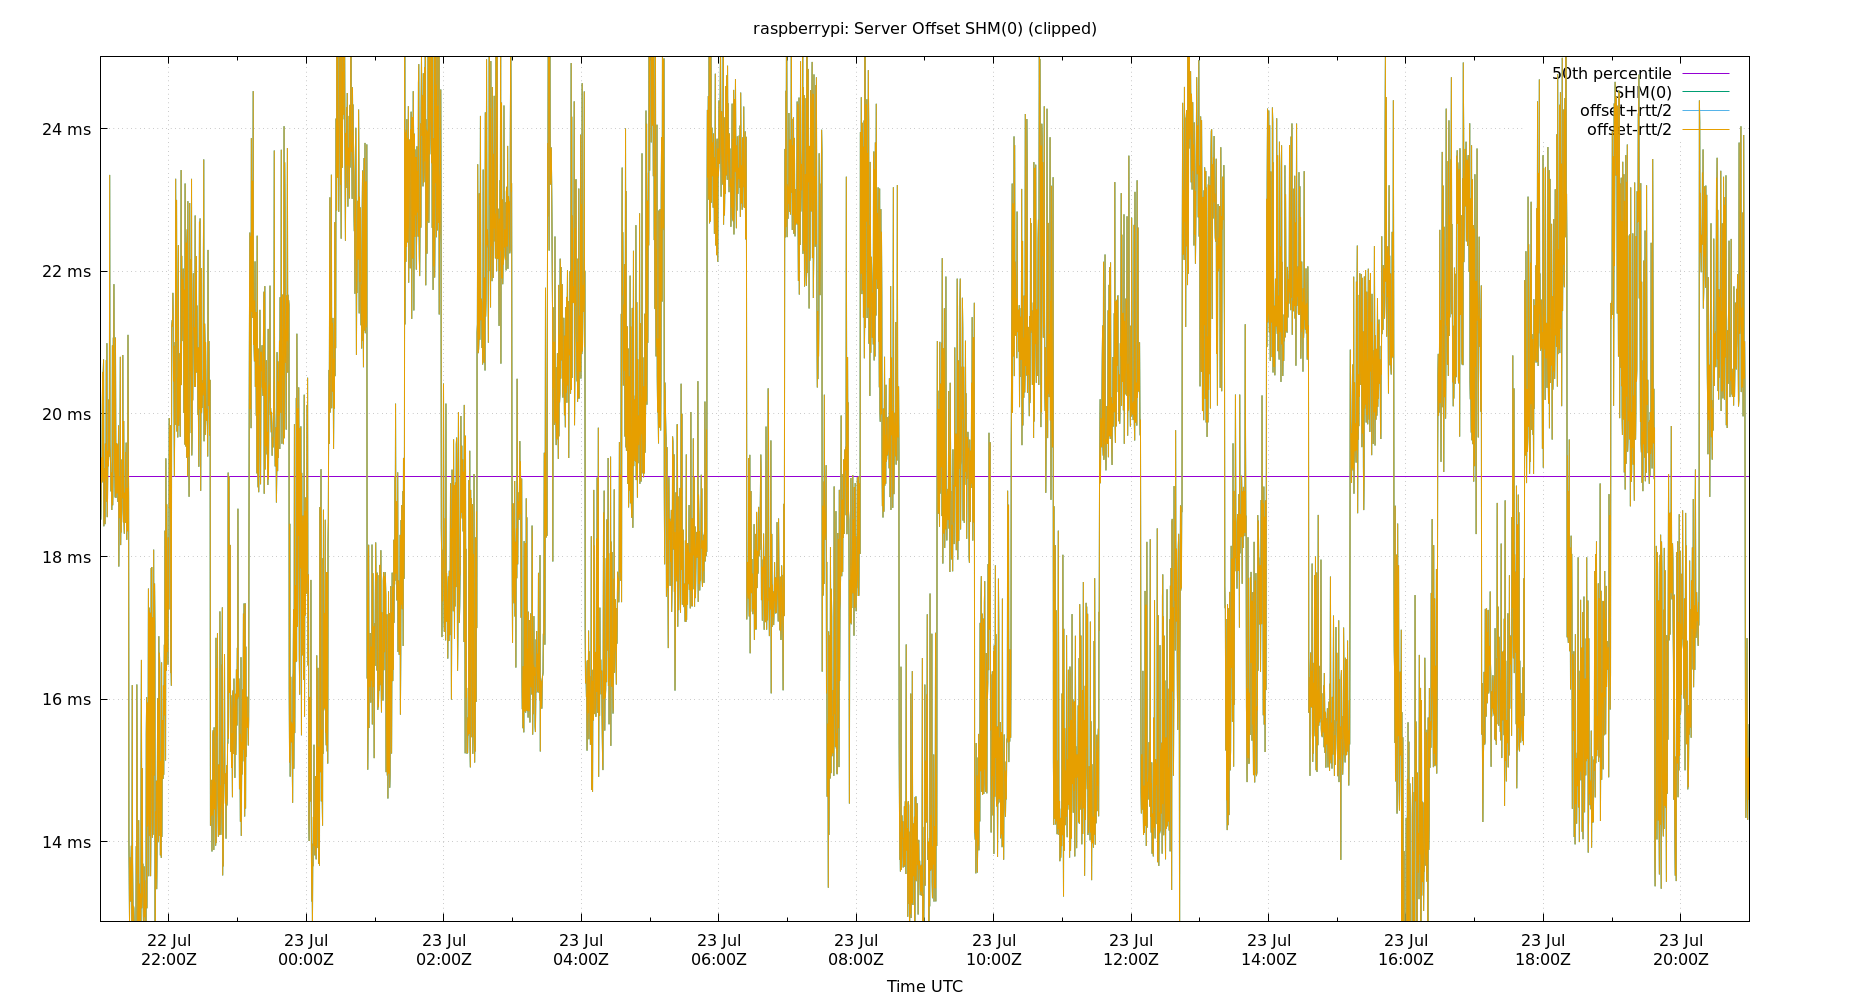 raspberrypi: Server Offset SHM(0) (clipped)
50th percentile
SHM(0)
offset+rtt/2
offset-rtt/2
24 ms
22 ms
20 ms
18 ms
16 ms
14 ms
22 Jul 23 Jul 23 Jul 23 Jul 23 Jul 23 Jul 23 Jul 23 Jul 23 Jul 23 Jul 23 Jul 23 Jul
22:00Z 00:00Z 02:00Z 04:00Z 06:00Z 08:00Z 10:00Z 12:00Z 14:00Z 16:00Z 18:00Z 20:00Z
Time UTC